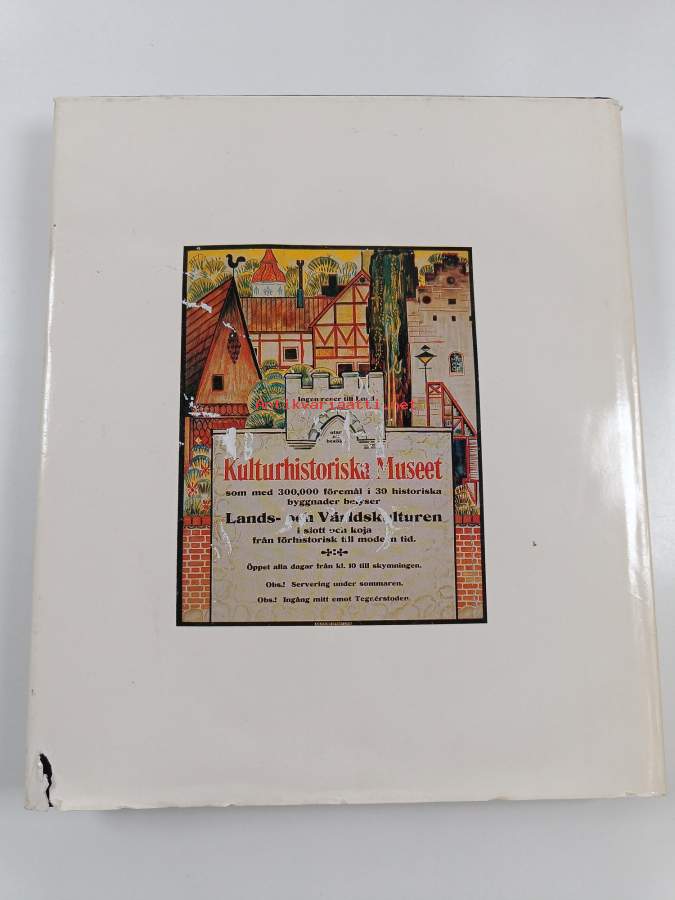 Ingen reser till Lund
Antikvariaatti.net
utan
att
besöka
Kulturhistoriska Museet
som med 300,000 föremål i 30 historiska
byggnader belyser
Lands- och Världskulturen
i slott och koja
från förhistorisk till modern tid.
Öppet alla dagar från kl. 10 till skymningen.
Obs.! Servering under sommaren.
Obs.! Ingång mitt emot Tegnérstoden.